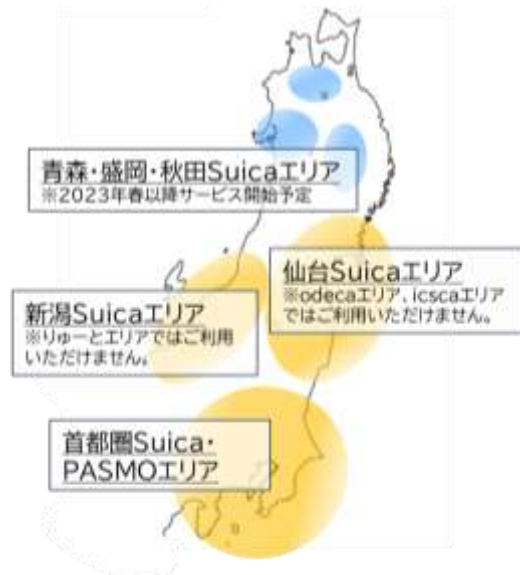 青森・盛岡・秋田Suicaエリア
※2023年春以降サービス開始予定
仙台Suicaエリア
※odecaエリア、icscaエリア
ではご利用いただけません。
新潟Suicaエリア
※りゅーとエリアではご利用
いただけません。
首都圏Suica・
PASMOエリア